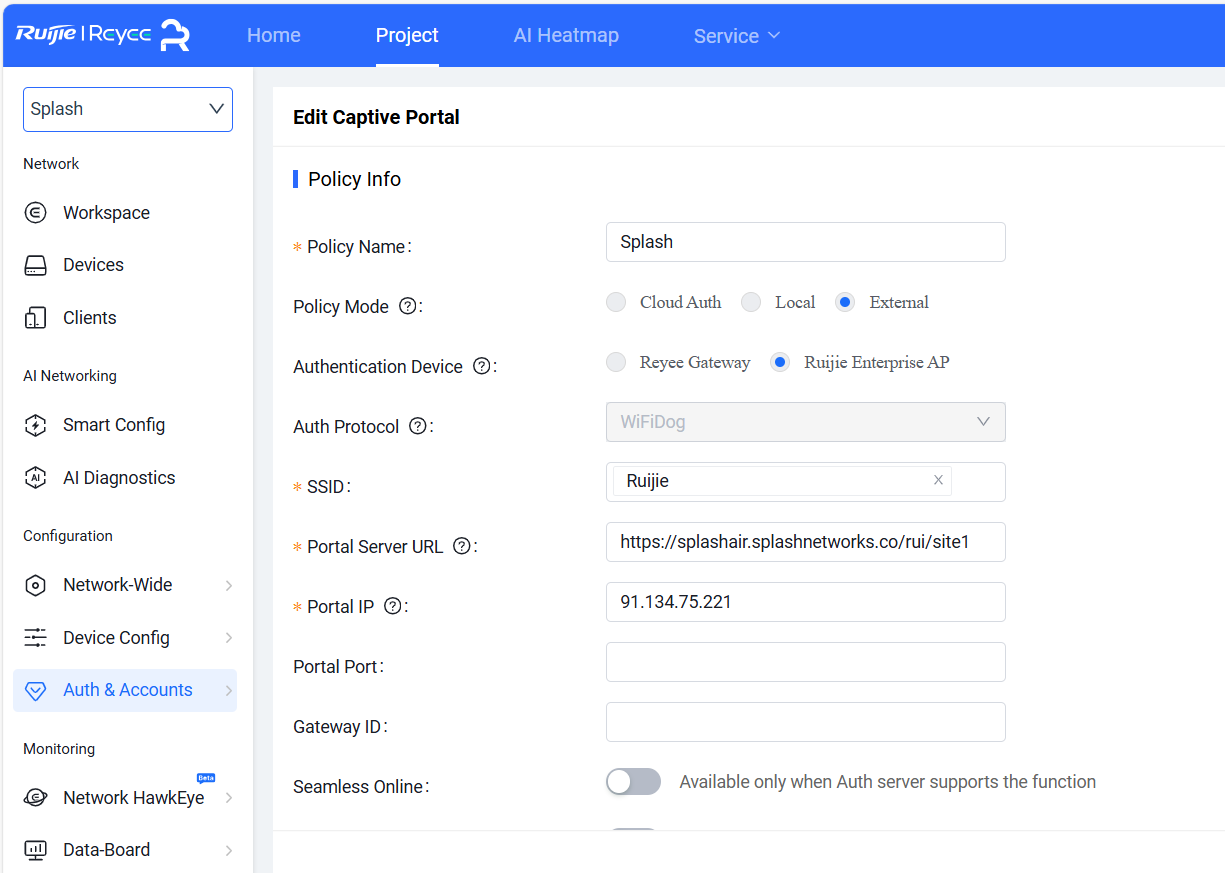 Ruijie | Reyee
Home
Project
AI Heatmap
Service
Splash
Network
Workspace
Devices
Clients
AI Networking
Smart Config
AI Diagnostics
Configuration
Network-Wide
Device Config
Auth & Accounts
Monitoring
Beta
Network HawkEye
Data-Board
Edit Captive Portal
Policy Info
* Policy Name: Splash
Policy Mode ?: Cloud Auth Local External
Authentication Device ?: Reyee Gateway Ruijie Enterprise AP
Auth Protocol ?: WiFiDog
* SSID: Ruijie ×
* Portal Server URL ?: https://splashair.splashnetworks.co/rui/site1
* Portal IP ?: 91.134.75.221
Portal Port:
Gateway ID:
Seamless Online: Available only when Auth server supports the function